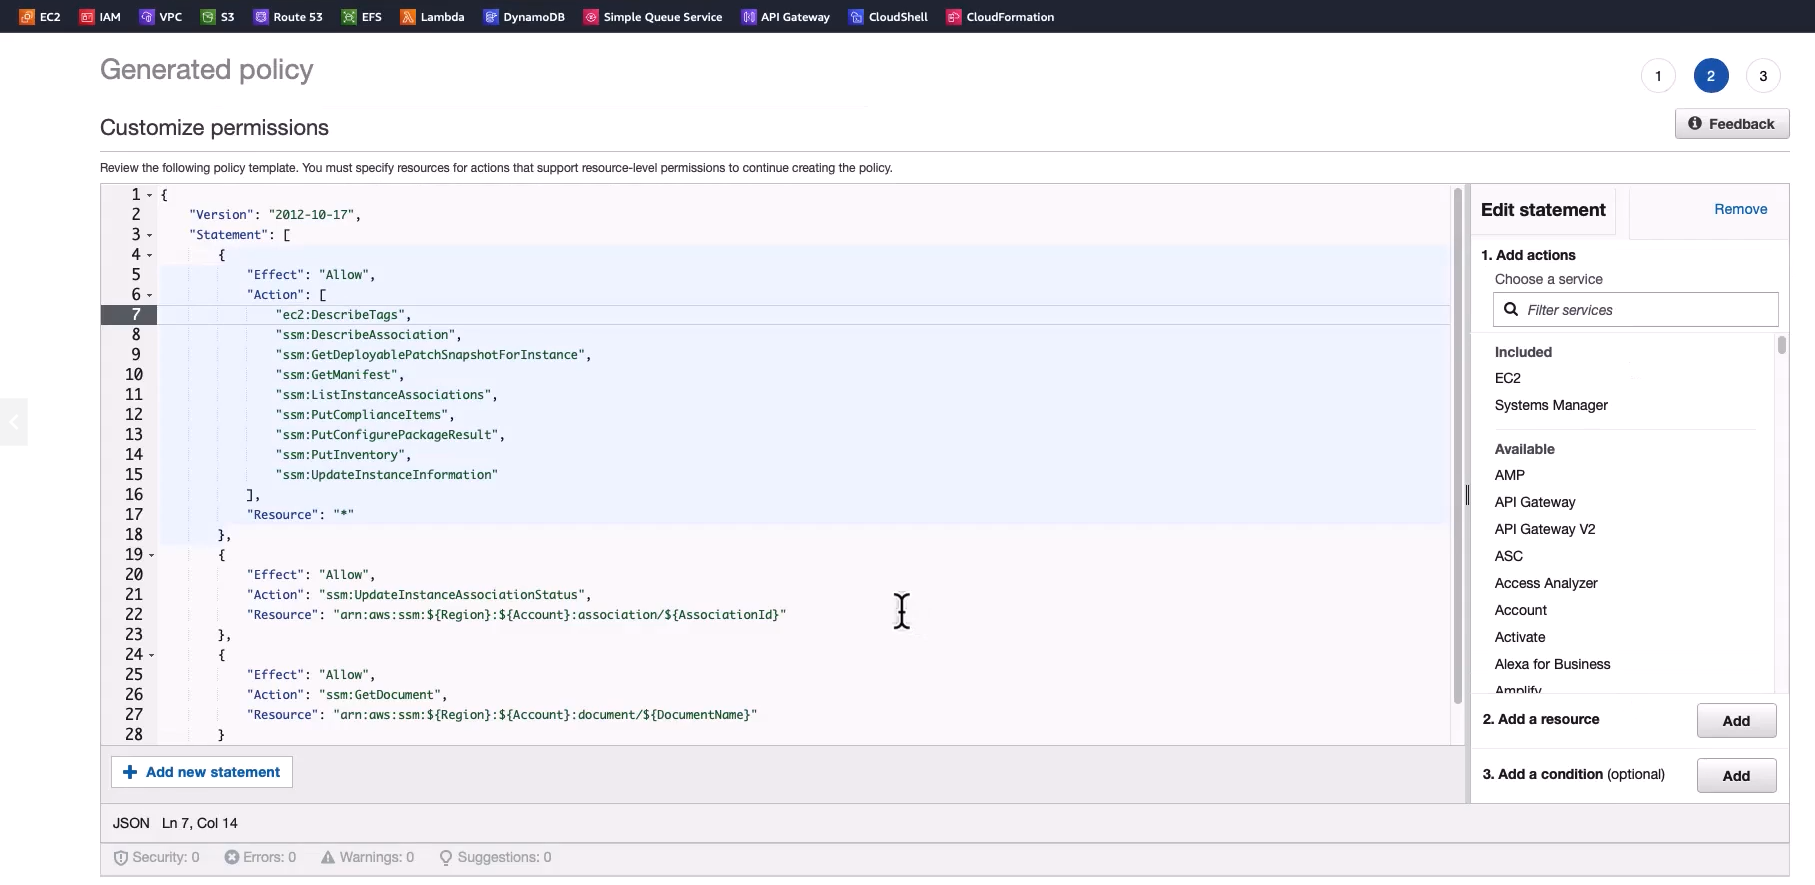 EC2 IAM VPC S3 Route 53 EFS Lambda DynamoDB Simple Queue Service API Gateway CloudShell CloudFormation
Generated policy
1 2 3
Customize permissions
Feedback
Review the following policy template. You must specify resources for actions that support resource-level permissions to continue creating the policy.
1 {
2 "Version": "2012-10-17",
3 "Statement": [
4 {
5 "Effect": "Allow",
6 "Action": [
7 "ec2:DescribeTags",
8 "ssm:DescribeAssociation",
9 "ssm:GetDeployablePatchSnapshotForInstance",
10 "ssm:GetManifest",
11 "ssm:ListInstanceAssociations",
12 "ssm:PutComplianceItems",
13 "ssm:PutConfigurePackageResult",
14 "ssm:PutInventory",
15 "ssm:UpdateInstanceInformation"
16 ],
17 "Resource": "*"
18 },
19 {
20 "Effect": "Allow",
21 "Action": "ssm:UpdateInstanceAssociationStatus",
22 "Resource": "arn:aws:ssm:${Region}:${Account}:association/${AssociationId}"
23 },
24 {
25 "Effect": "Allow",
26 "Action": "ssm:GetDocument",
27 "Resource": "arn:aws:ssm:${Region}:${Account}:document/${DocumentName}"
28 }
Add new statement
JSON Ln 7, Col 14
Security: 0 Errors: 0 Warnings: 0 Suggestions: 0
Edit statement
Remove
1. Add actions
Choose a service
Filter services
Included
EC2
Systems Manager
Available
AMP
API Gateway
API Gateway V2
ASC
Access Analyzer
Account
Activate
Alexa for Business
Amplify
2. Add a resource Add
3. Add a condition (optional) Add